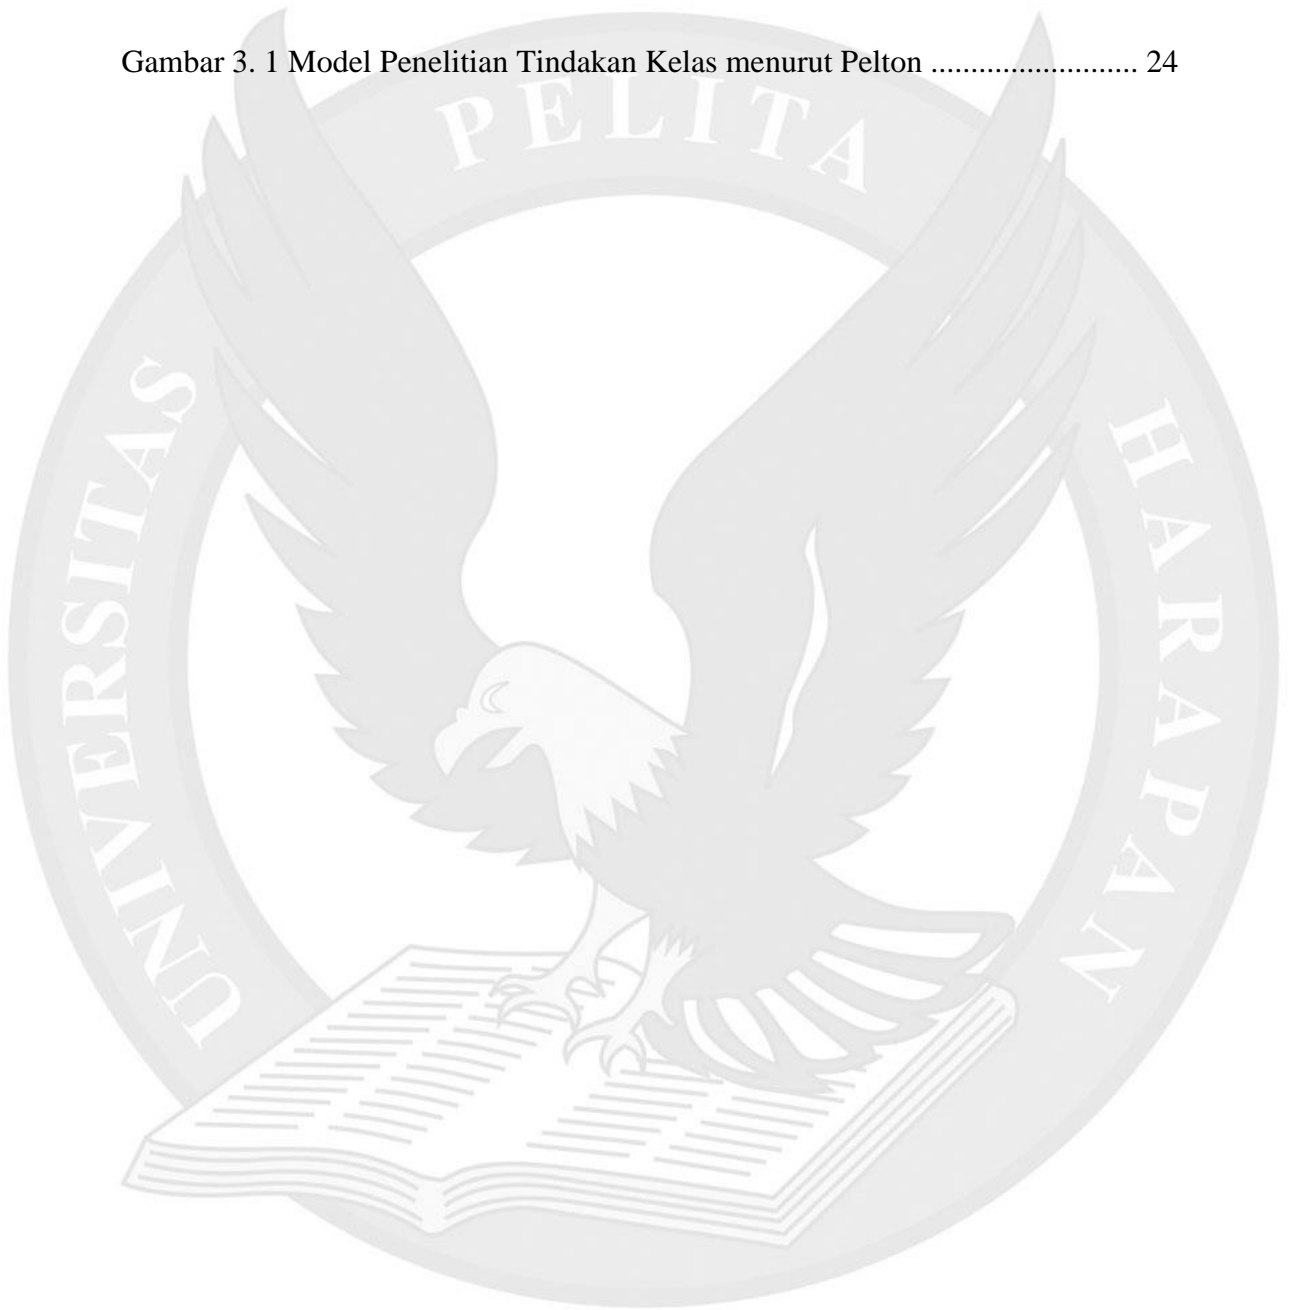 Gambar 3. 1 Model Penelitian Tindakan Kelas menurut Pelton .......................... 24
UNIVERSITAS PELITA HARAPAN